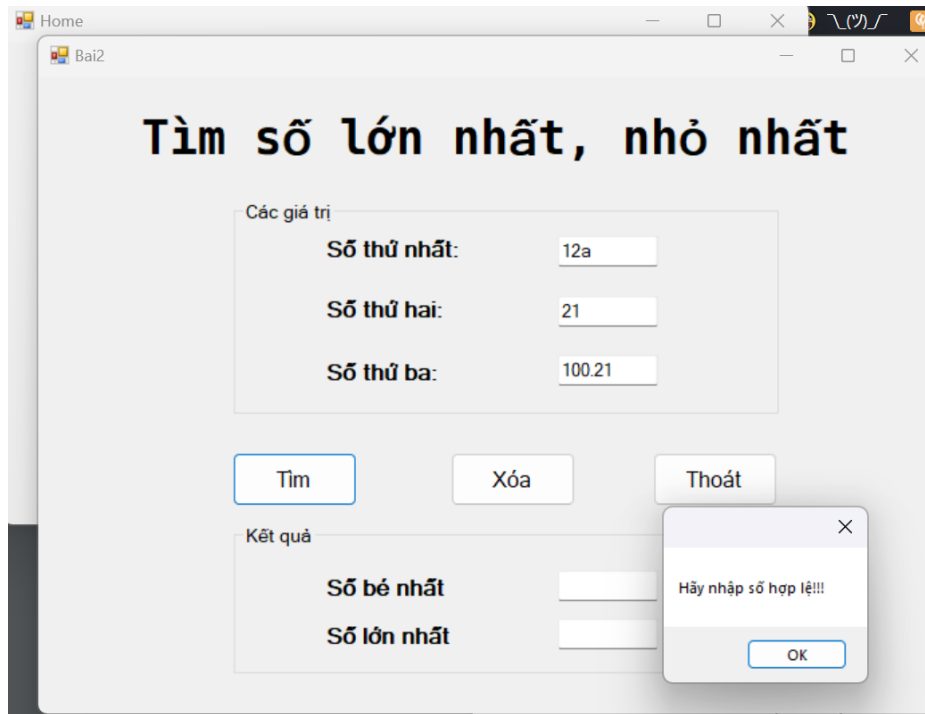 Home
¯\_(ツ)_/¯
Bai2
Tìm số lớn nhất, nhỏ nhất
Các giá trị
Số thứ nhất: 12a
Số thứ hai: 21
Số thứ ba: 100.21
Tìm Xóa Thoát
Kết quả
Số bé nhất
Hãy nhập số hợp lệ!!!
Số lớn nhất
OK